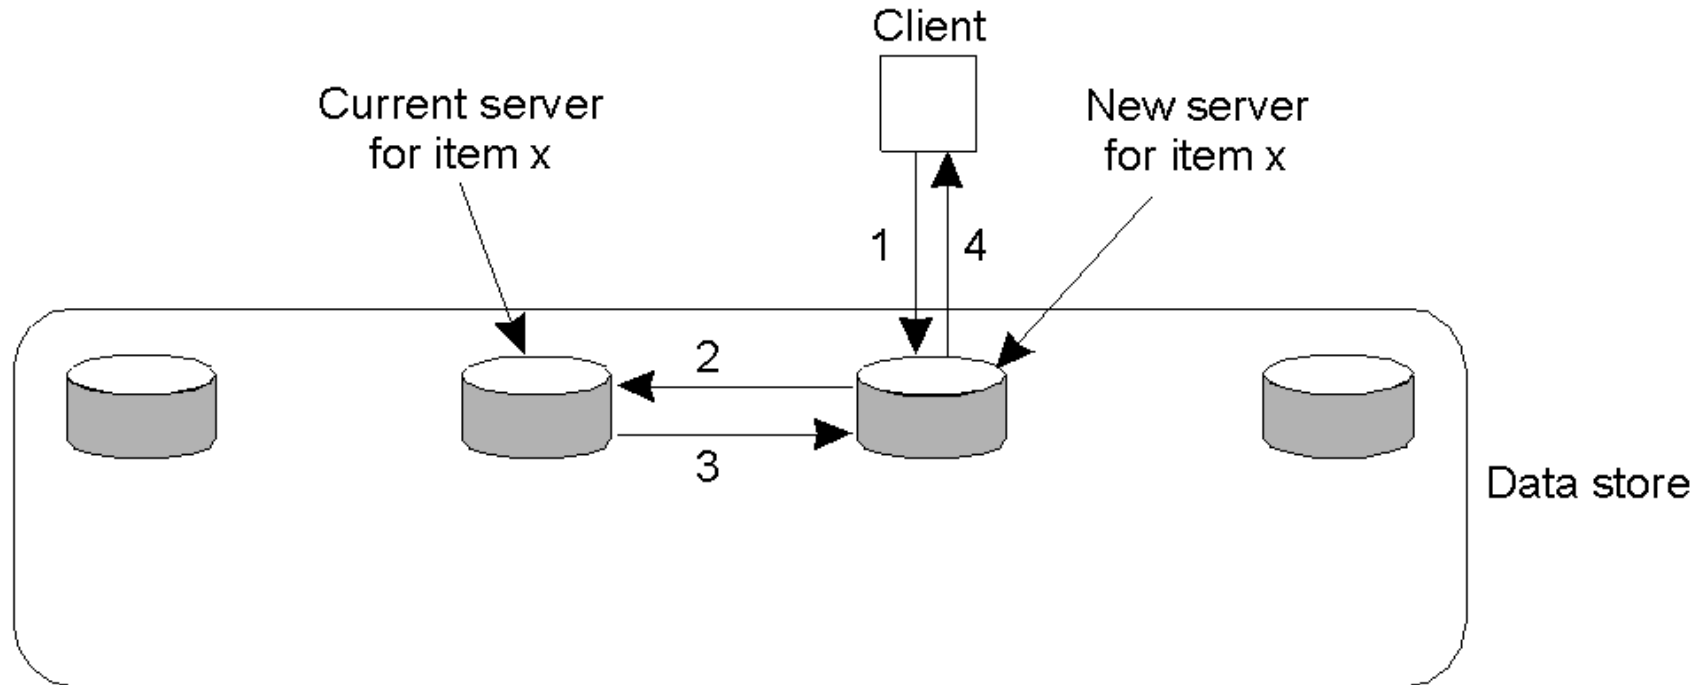 Client
Current server
for item x
New server
for item x
1
4
2
3
Data store